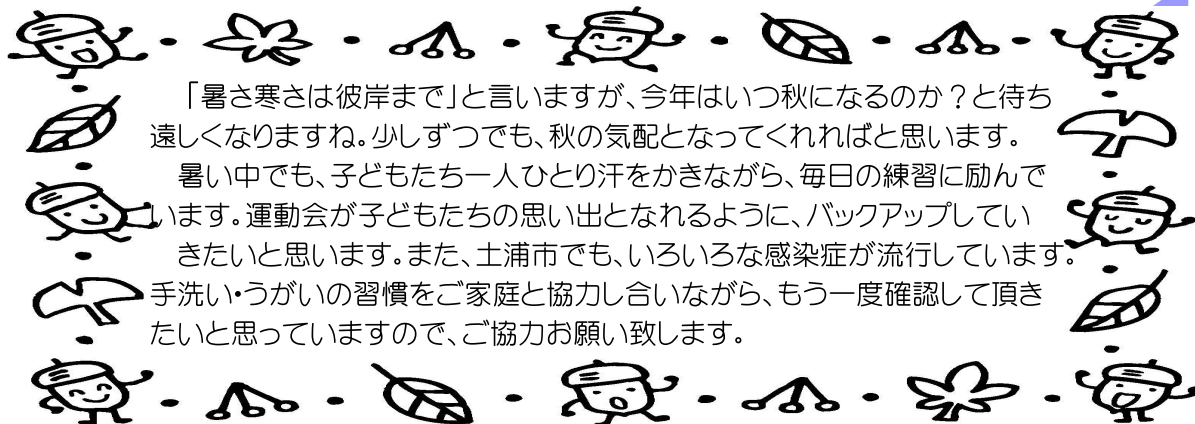 「暑さ寒さは彼岸まで」と言いますが、今年はいつ秋になるのか?と待ち
遠しくなりますね。少しずつでも、秋の気配となってくれればと思います。
暑い中でも、子どもたち一人ひとり汗をかきながら、毎日の練習に励んで
います。運動会が子どもたちの思い出となれるように、バックアップしてい
きたいと思います。また、土浦市でも、いろいろな感染症が流行しています。
手洗い・うがいの習慣をご家庭と協力し合いながら、もう一度確認して頂き
たいと思っていますので、ご協力お願い致します。